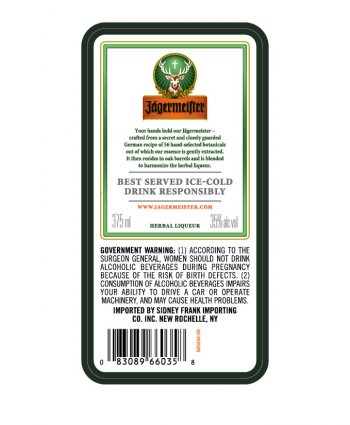 Jägermeister
Your hands hold our Jägermeister –
crafted from a secret and closely guarded
German recipe of 56 hand-selected botanicals
out of which our essence is gently extracted.
It then resides in oak barrels and is blended
to harmonize the herbal liqueur.
BEST SERVED ICE-COLD
DRINK RESPONSIBLY
WWW.JAGERMEISTER.COM
375 ml
HERBAL LIQUEUR
35% alc vol
GOVERNMENT WARNING: (1) ACCORDING TO THE
SURGEON GENERAL, WOMEN SHOULD NOT DRINK
ALCOHOLIC BEVERAGES DURING PREGNANCY
BECAUSE OF THE RISK OF BIRTH DEFECTS. (2)
CONSUMPTION OF ALCOHOLIC BEVERAGES IMPAIRS
YOUR ABILITY TO DRIVE A CAR OR OPERATE
MACHINERY, AND MAY CAUSE HEALTH PROBLEMS.
IMPORTED BY SIDNEY FRANK IMPORTING
CO. INC. NEW ROCHELLE, NY
0 83089 66035 8